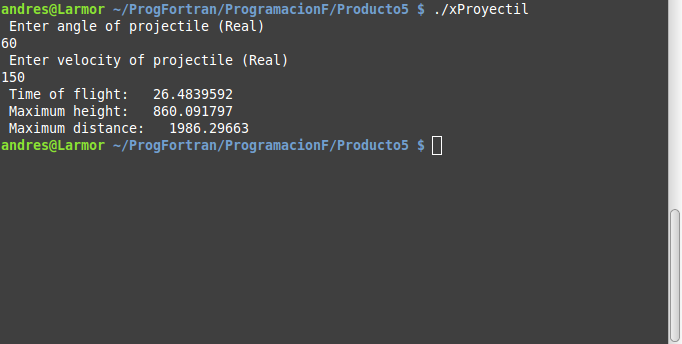 andres@Larmor ~/ProgFortran/ProgramacionF/Producto5 $ ./xProyectil
Enter angle of projectile (Real)
60
Enter velocity of projectile (Real)
150
Time of flight:   26.4839592
Maximum height:   860.091797
Maximum distance:   1986.29663
andres@Larmor ~/ProgFortran/ProgramacionF/Producto5 $